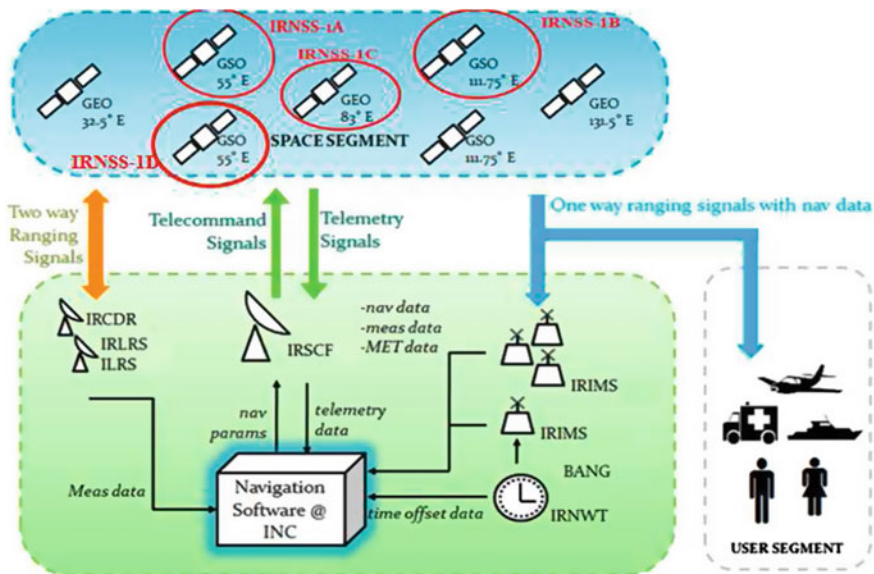 IRNSS-1A
IRNSS-1B
IRNSS-1C
GSO
55° E
GSO
111.75° E
GEO
32.5° E
GEO
83° E
GEO
131.5° E
GSO
55° E
SPACE SEGMENT
GSO
111.75° E
IRNSS-1D
Two way
Ranging
Signals
Telecommand
Signals
Telemetry
Signals
One way ranging signals with nav data
IRCDR
IRLRS
ILRS
IRSCF
-nav data
-meas data
-MET data
IRIMS
IRIMS
nav
params
telemetry
data
Meas data
Navigation
Software @
INC
time offset data
BANG
IRNWT
USER SEGMENT